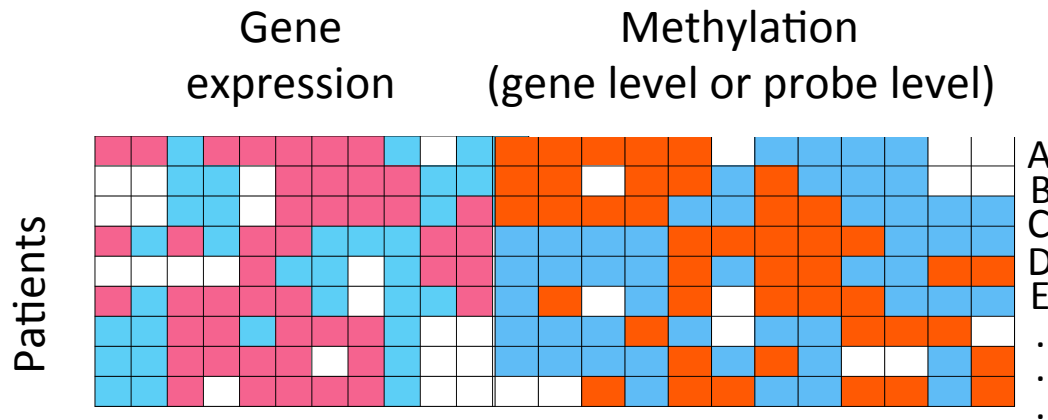 Gene
expression
Methylation
(gene level or probe level)
Patients
A
B
C
D
E
.
.
.